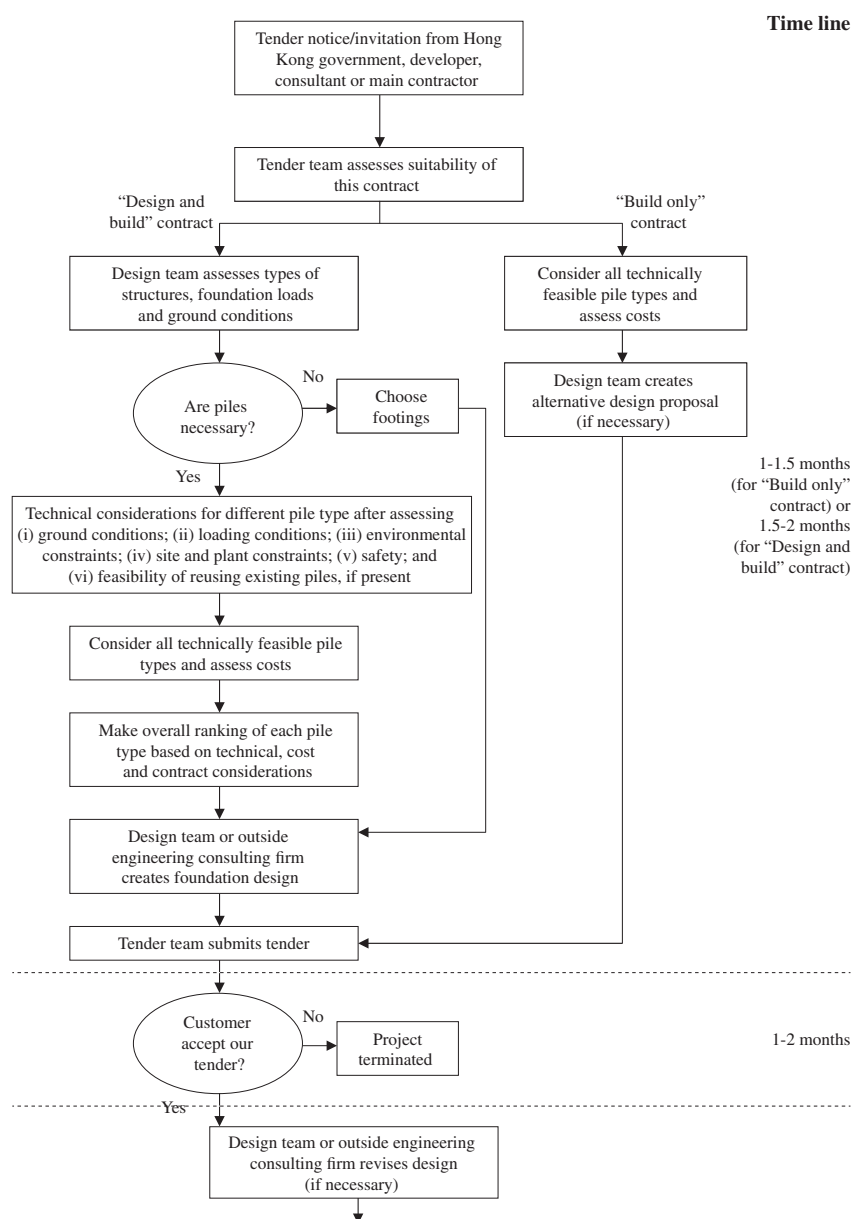 Time line
Tender notice/invitation from Hong
Kong government, developer,
consultant or main contractor
Tender team assesses suitability of
this contract
“Design and
build” contract
“Build only”
contract
Design team assesses types of
structures, foundation loads
and ground conditions
Consider all technically
feasible pile types and
assess costs
Are piles
necessary?
No
Choose
footings
Design team creates
alternative design proposal
(if necessary)
Yes
1-1.5 months
(for “Build only”
contract) or
1.5-2 months
(for “Design and
build” contract)
Technical considerations for different pile type after assessing
(i) ground conditions; (ii) loading conditions; (iii) environmental
constraints; (iv) site and plant constraints; (v) safety; and
(vi) feasibility of reusing existing piles, if present
Consider all technically feasible pile
types and assess costs
Make overall ranking of each pile
type based on technical, cost
and contract considerations
Design team or outside
engineering consulting firm
creates foundation design
Tender team submits tender
Customer
accept our
tender?
No
Project
terminated
1-2 months
Yes
Design team or outside engineering
consulting firm revises design
(if necessary)